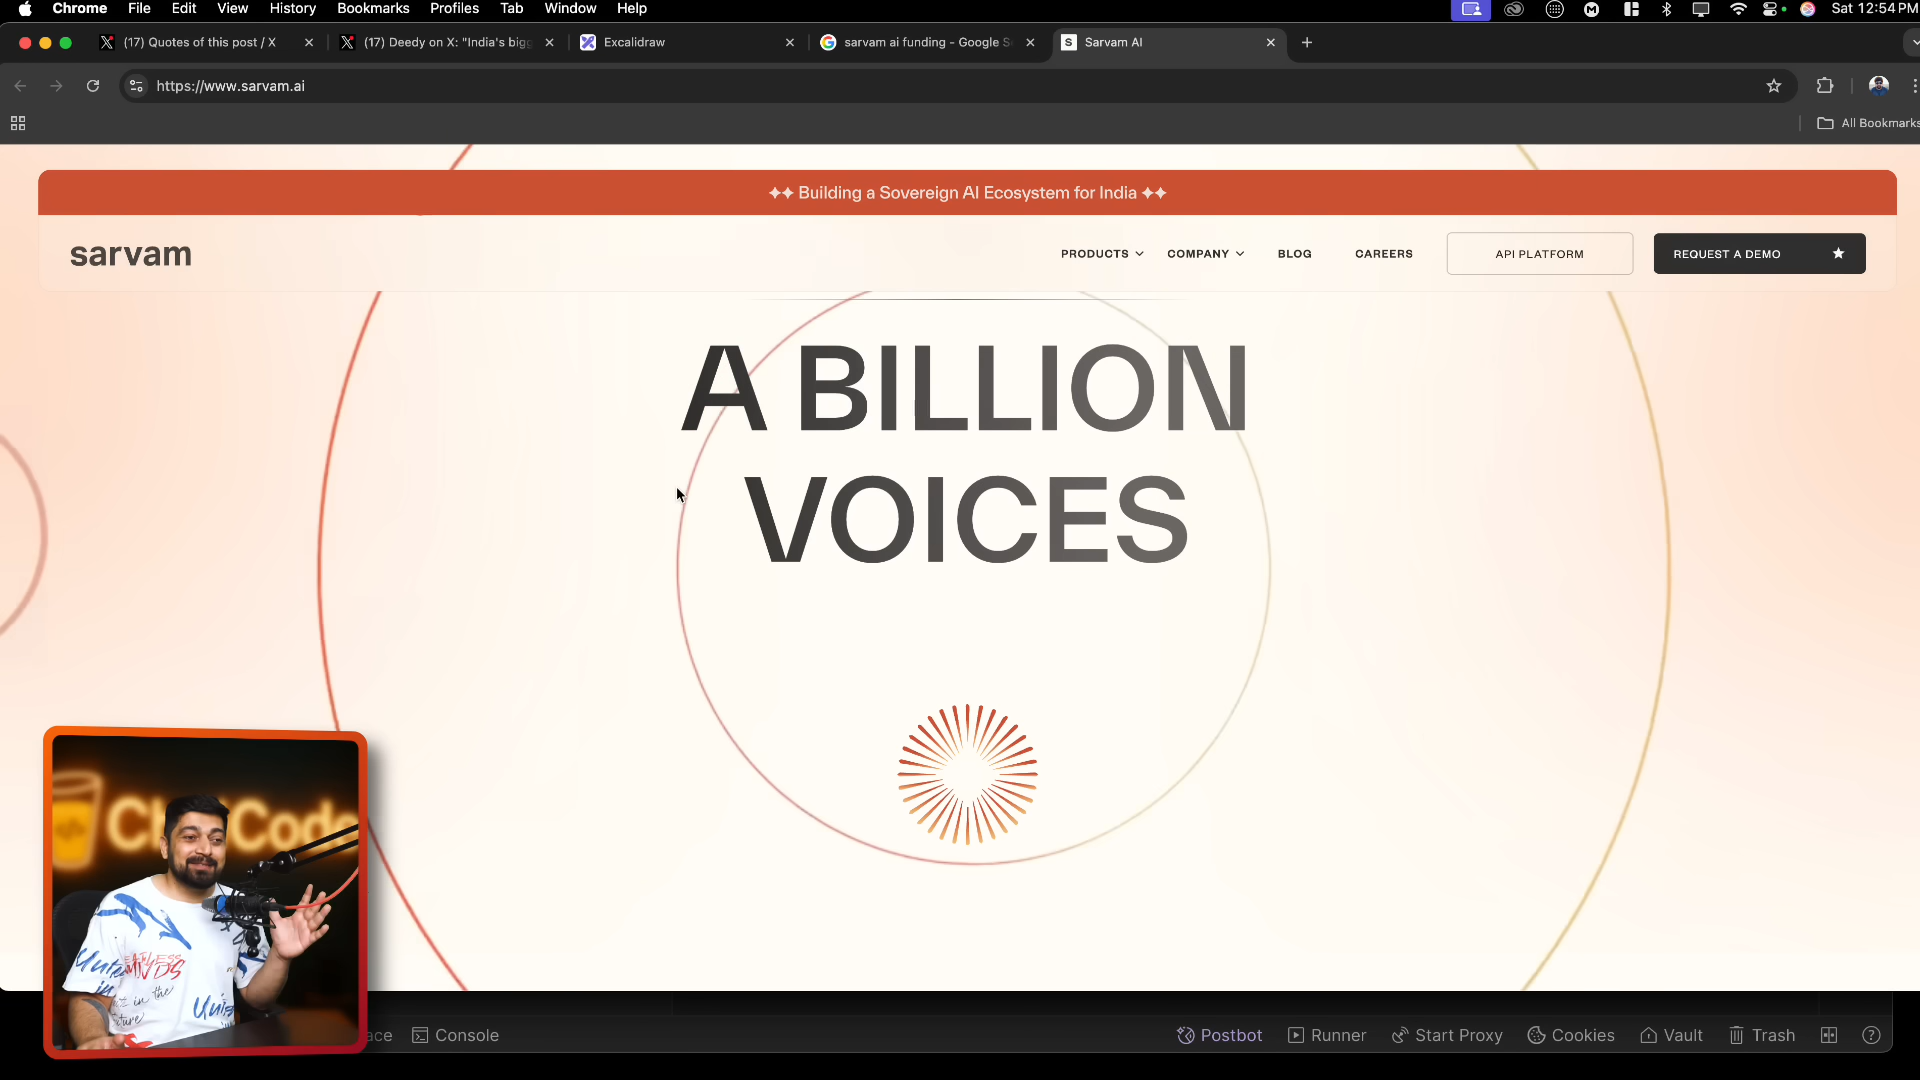 Chrome File Edit View History Bookmarks Profiles Tab Window Help Sat 12:54 PM
(17) Quotes of this post / X
(17) Deedy on X: "India's bigg
Excalidraw
sarvam ai funding - Google S
Sarvam AI
https://www.sarvam.ai
All Bookmarks
Building a Sovereign AI Ecosystem for India
sarvam
PRODUCTS COMPANY BLOG CAREERS API PLATFORM REQUEST A DEMO
A BILLION
VOICES
Console Postbot Runner Start Proxy Cookies Vault Trash